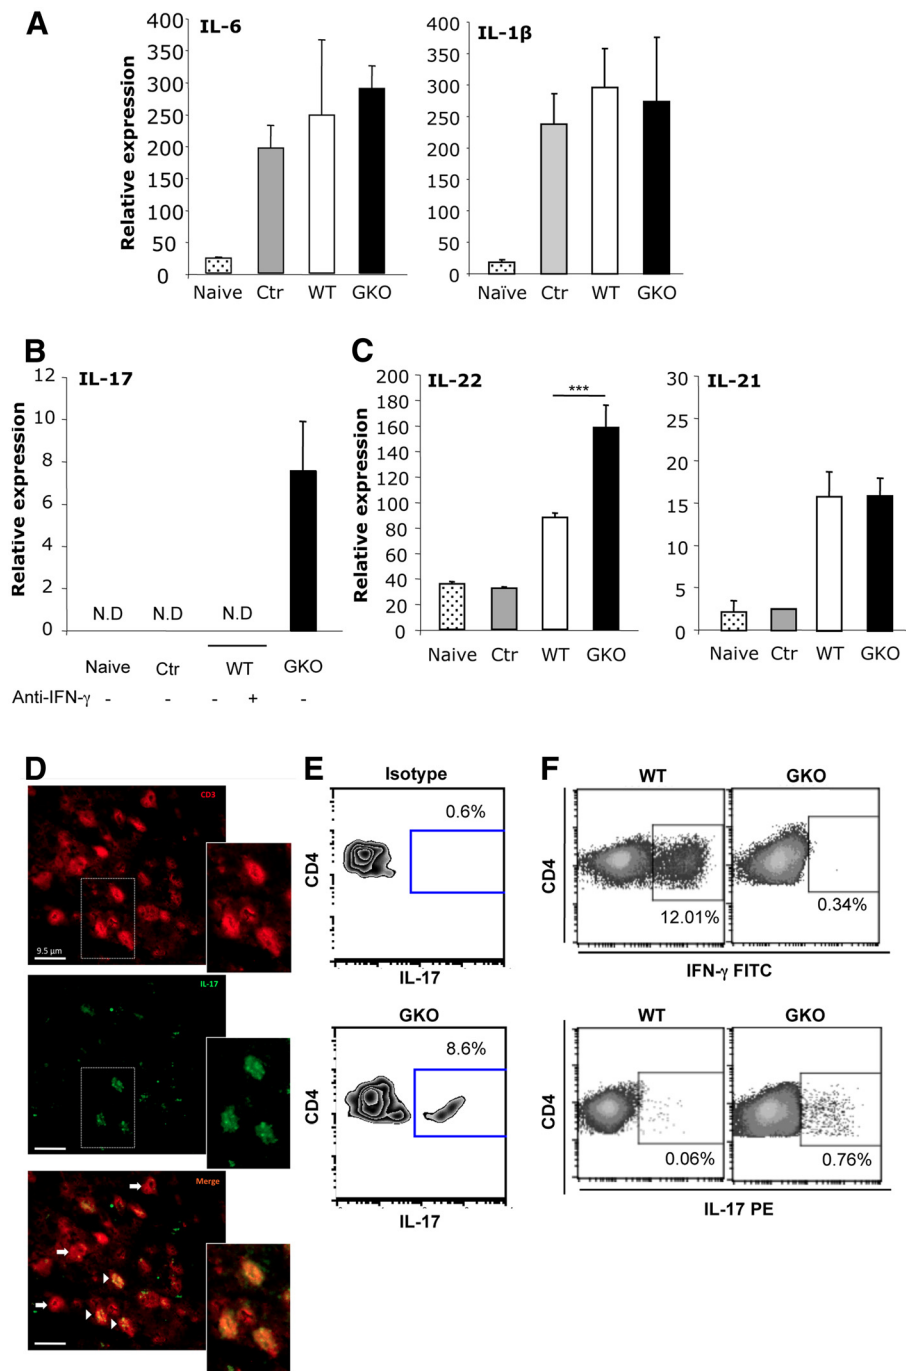 A
IL-6
Relative expression
400
350
300
250
200
150
100
50
0
Naive Ctr WT GKO
IL-1β
400
350
300
250
200
150
100
50
0
Naïve Ctr WT GKO
B
IL-17
Relative expression
12
10
8
6
4
2
0
N.D N.D N.D
Naive Ctr WT GKO
Anti-IFN-γ - - - + -
C
IL-22
Relative expression
200
180
160
140
120
100
80
60
40
20
0
***
Naive Ctr WT GKO
IL-21
30
25
20
15
10
5
0
Naive Ctr WT GKO
D
CD3
9.5 µm
IL-17
Merge
E
Isotype
0.6%
CD4
IL-17
GKO
8.6%
CD4
IL-17
F
WT GKO
CD4
12.01% 0.34%
IFN-γ FITC
WT GKO
CD4
0.06% 0.76%
IL-17 PE